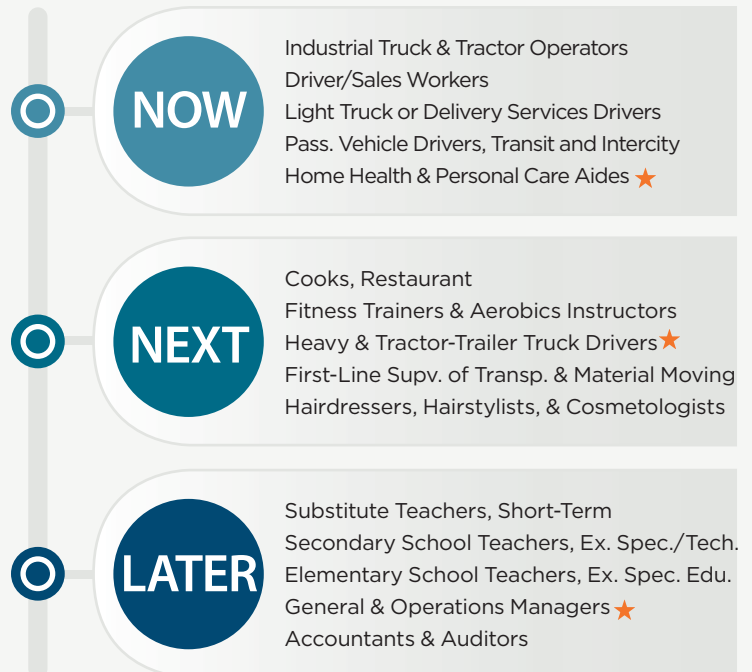 NOW
Industrial Truck & Tractor Operators
Driver/Sales Workers
Light Truck or Delivery Services Drivers
Pass. Vehicle Drivers, Transit and Intercity
Home Health & Personal Care Aides
NEXT
Cooks, Restaurant
Fitness Trainers & Aerobics Instructors
Heavy & Tractor-Trailer Truck Drivers
First-Line Supv. of Transp. & Material Moving
Hairdressers, Hairstylists, & Cosmetologists
LATER
Substitute Teachers, Short-Term
Secondary School Teachers, Ex. Spec./Tech.
Elementary School Teachers, Ex. Spec. Edu.
General & Operations Managers
Accountants & Auditors